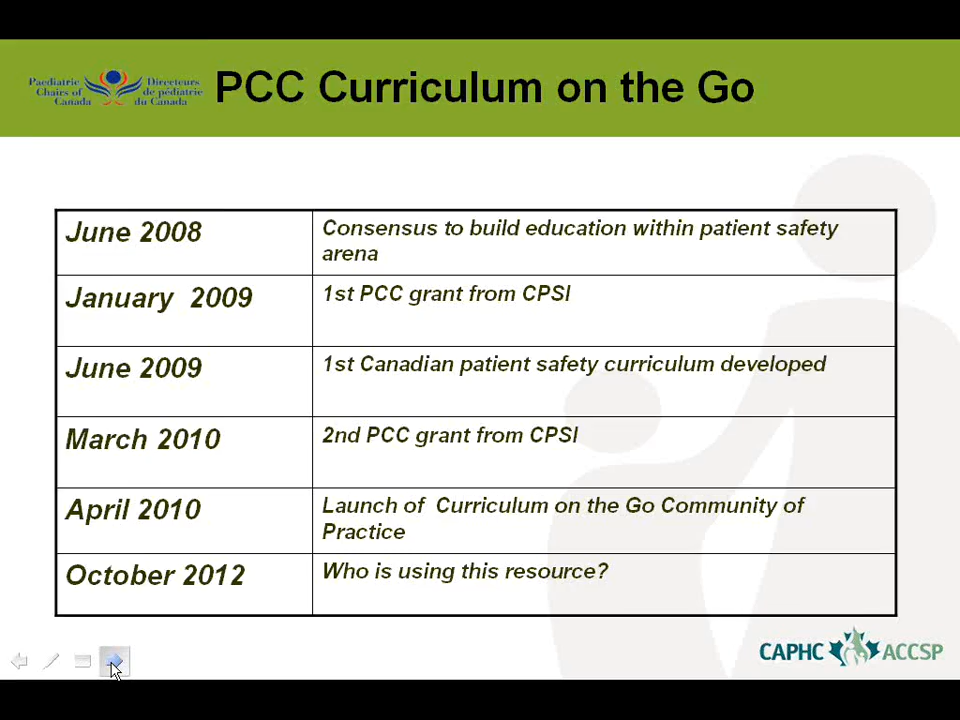 Paediatric Chairs of Canada
Directeurs de pédiatrie du Canada
PCC Curriculum on the Go
June 2008
Consensus to build education within patient safety
arena
January 2009
1st PCC grant from CPSI
June 2009
1st Canadian patient safety curriculum developed
March 2010
2nd PCC grant from CPSI
April 2010
Launch of Curriculum on the Go Community of
Practice
October 2012
Who is using this resource?
CAPHC ACCSP